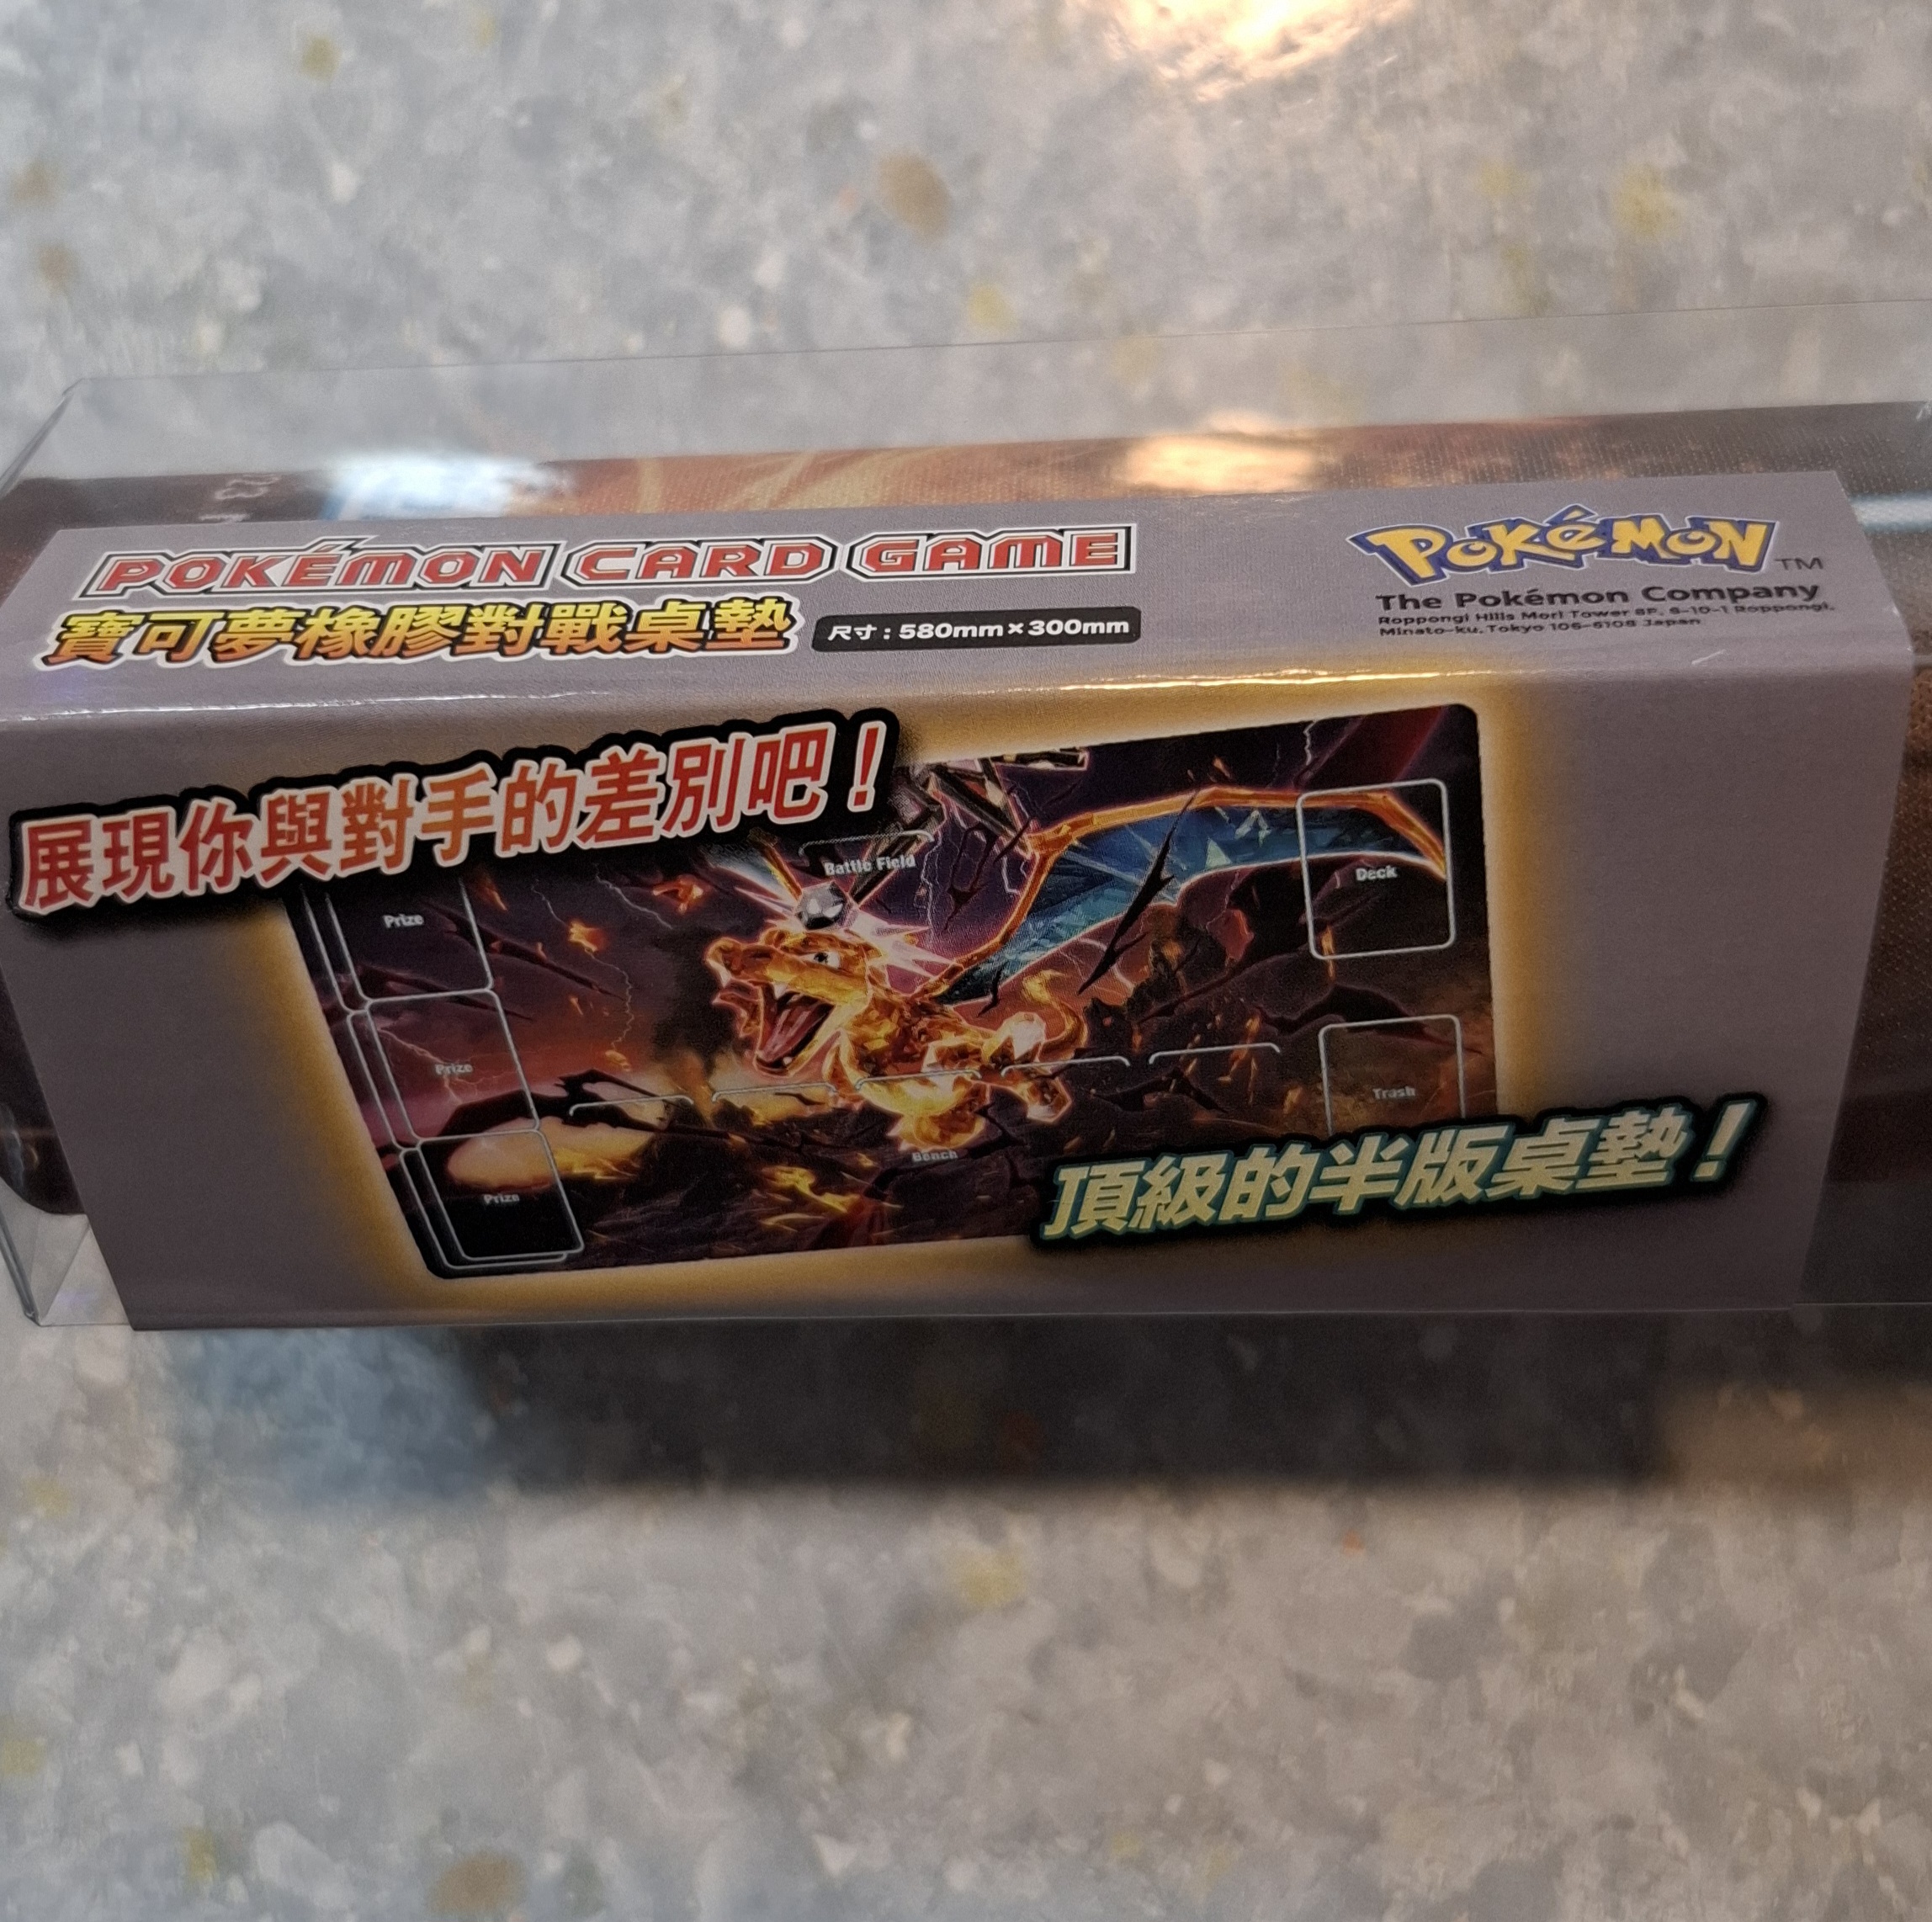 POKÉMON CARD GAME
寶可夢橡膠對戰桌墊
尺寸：580mm×300mm
POKéMON TM
The Pokémon Company
Roppongi Hills Mori Tower 8F, 6-10-1 Roppongi,
Minato-ku, Tokyo 106-6108 Japan
展現你與對手的差別吧！
Battle Field
Deck
Prize
Prize
Trash
Bench
Prize
頂級的半版桌墊！